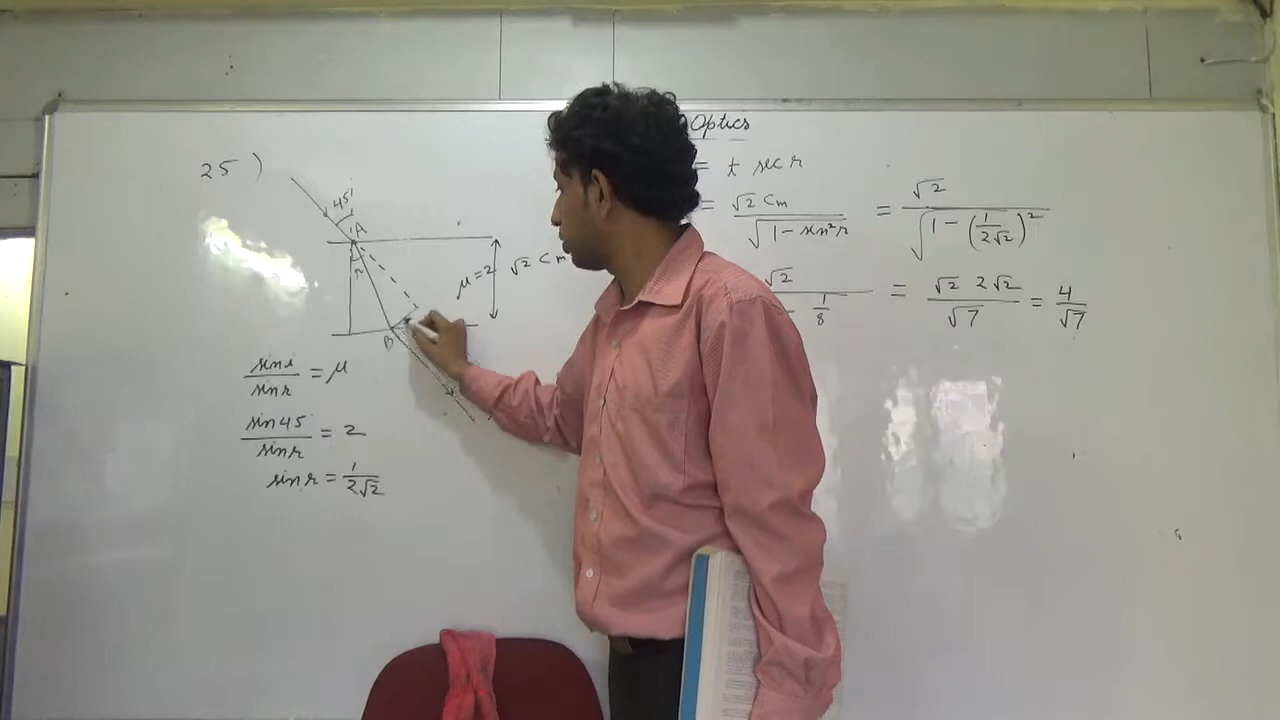 Optics
25)
45°
A
r
B
μ = 2
√2 cm
sin i / sin r = μ
sin 45 / sin r = 2
sin r = 1 / 2√2
= t sec r
= √2 cm / √(1 - sin²r) = √2 / √(1 - (1 / 2√2)²)
√2 / - 1/8 = √2 2√2 / √7 = 4 / √7